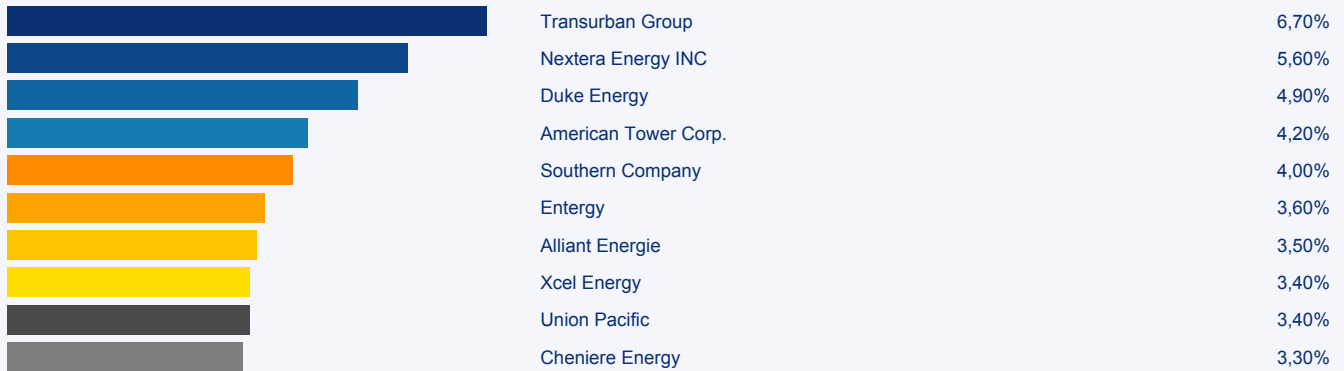 Transurban Group 6,70%
Nextera Energy INC 5,60%
Duke Energy 4,90%
American Tower Corp. 4,20%
Southern Company 4,00%
Entergy 3,60%
Alliant Energie 3,50%
Xcel Energy 3,40%
Union Pacific 3,40%
Cheniere Energy 3,30%